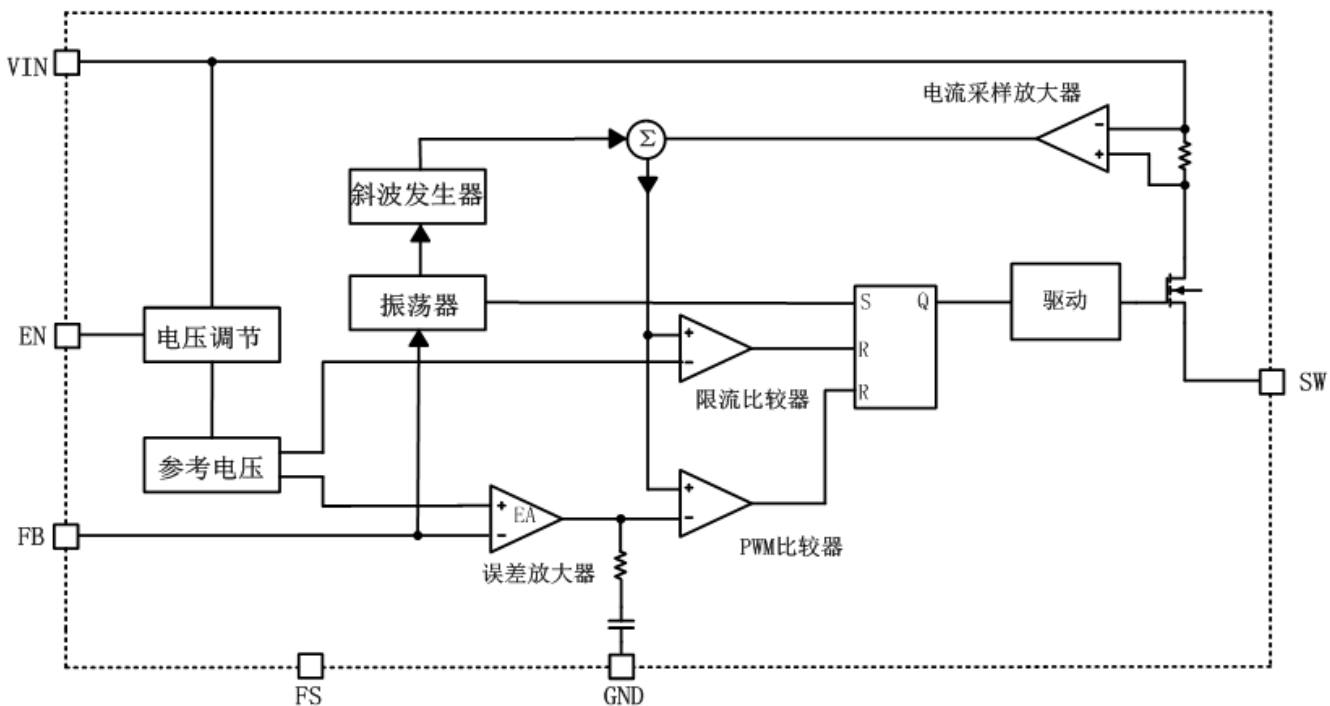 VIN
电流采样放大器
-
+
Σ
斜波发生器
振荡器
S
Q
驱动
EN
电压调节
+
-
R
限流比较器
R
SW
参考电压
+
EA
-
误差放大器
+
-
PWM比较器
FB
FS
GND